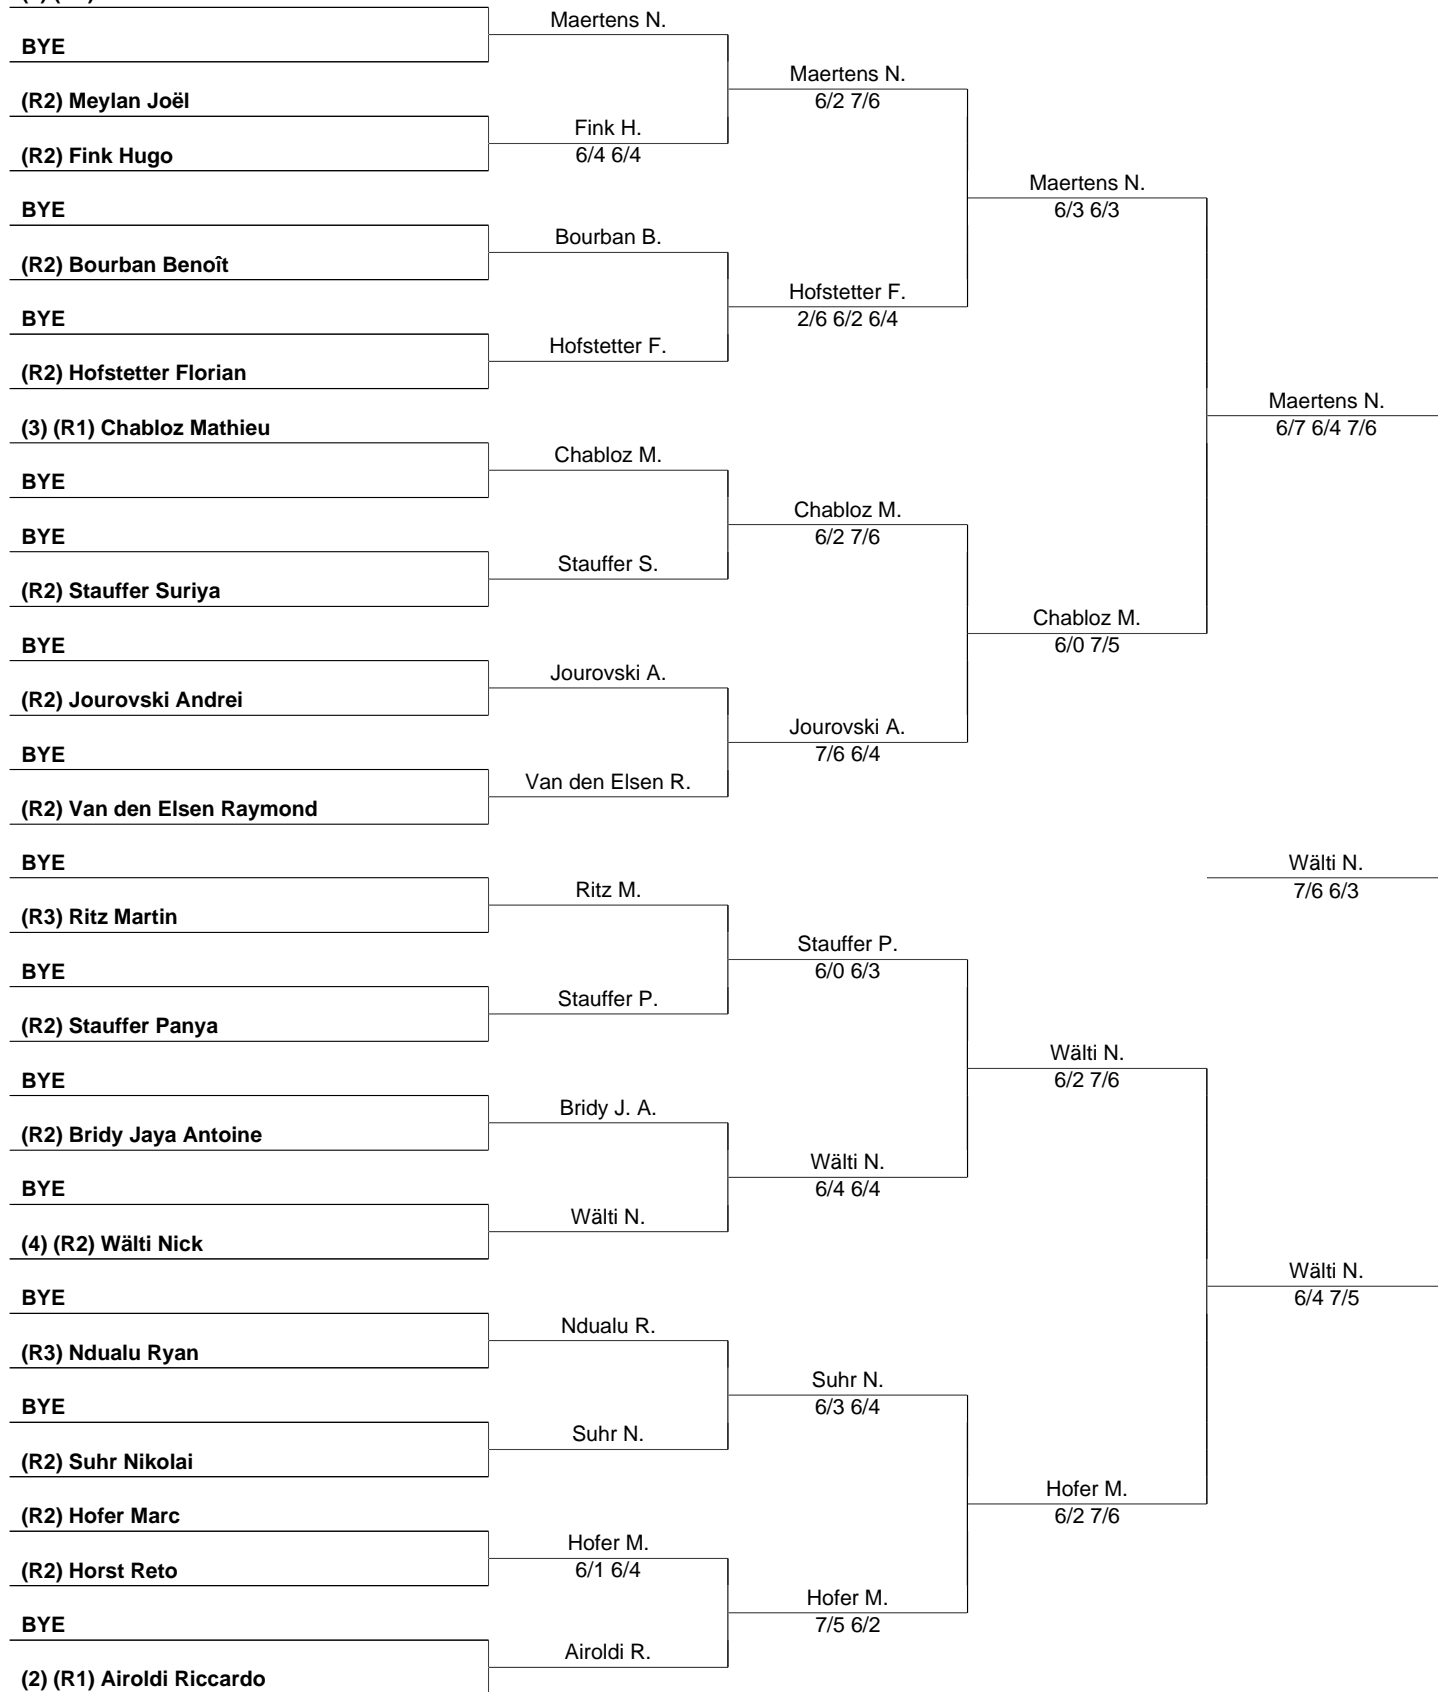 BYE
(R2) Meylan Joël
(R2) Fink Hugo
BYE
(R2) Bourban Benoît
BYE
(R2) Hofstetter Florian
(3) (R1) Chabloz Mathieu
BYE
BYE
(R2) Stauffer Suriya
BYE
(R2) Jourovski Andrei
BYE
(R2) Van den Elsen Raymond
BYE
(R3) Ritz Martin
BYE
(R2) Stauffer Panya
BYE
(R2) Bridy Jaya Antoine
BYE
(4) (R2) Wälti Nick
BYE
(R3) Ndualu Ryan
BYE
(R2) Suhr Nikolai
(R2) Hofer Marc
(R2) Horst Reto
BYE
(2) (R1) Airoldi Riccardo
Maertens N.
Fink H.
6/4 6/4
Bourban B.
Hofstetter F.
Chabloz M.
Stauffer S.
Jourovski A.
Van den Elsen R.
Ritz M.
Stauffer P.
Bridy J. A.
Wälti N.
Ndualu R.
Suhr N.
Hofer M.
6/1 6/4
Airoldi R.
Maertens N.
6/2 7/6
Hofstetter F.
2/6 6/2 6/4
Chabloz M.
6/2 7/6
Jourovski A.
7/6 6/4
Stauffer P.
6/0 6/3
Wälti N.
6/4 6/4
Suhr N.
6/3 6/4
Hofer M.
7/5 6/2
Maertens N.
6/3 6/3
Chabloz M.
6/0 7/5
Wälti N.
6/2 7/6
Hofer M.
6/2 7/6
Maertens N.
6/7 6/4 7/6
Wälti N.
7/6 6/3
Wälti N.
6/4 7/5